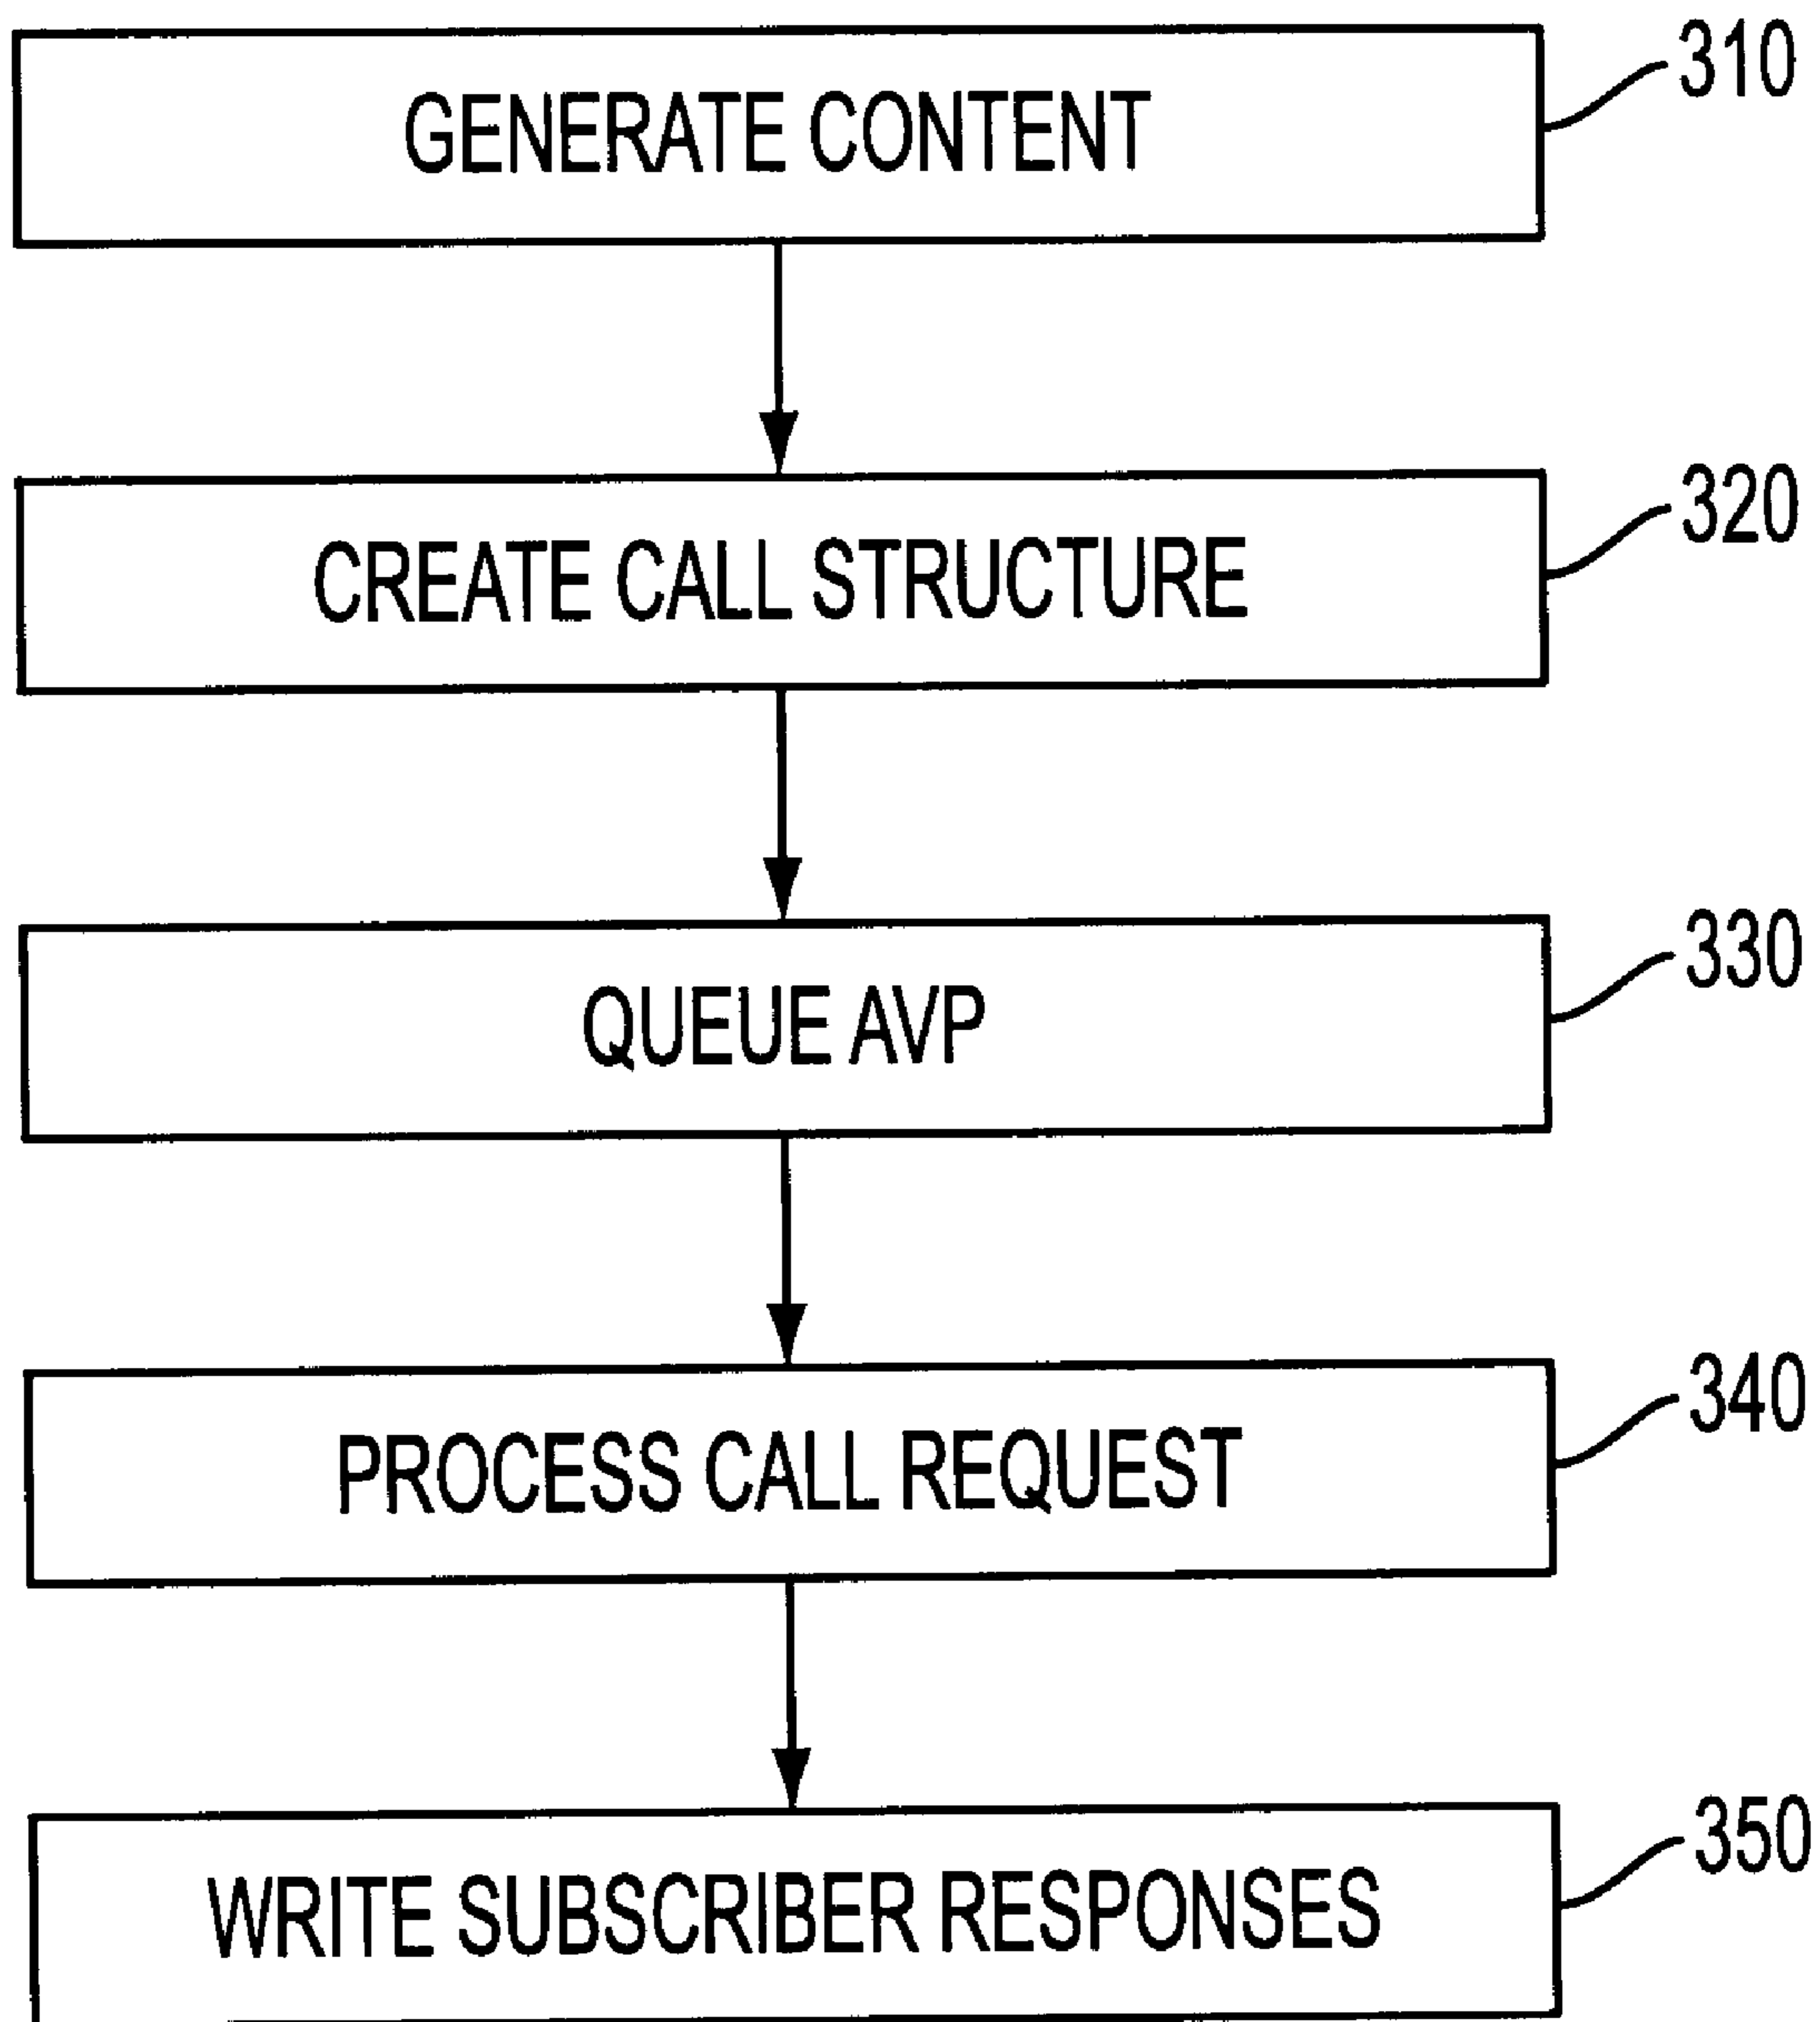 GENERATE CONTENT
310
CREATE CALL STRUCTURE
320
QUEUE AVP
330
PROCESS CALL REQUEST
340
WRITE SUBSCRIBER RESPONSES
350